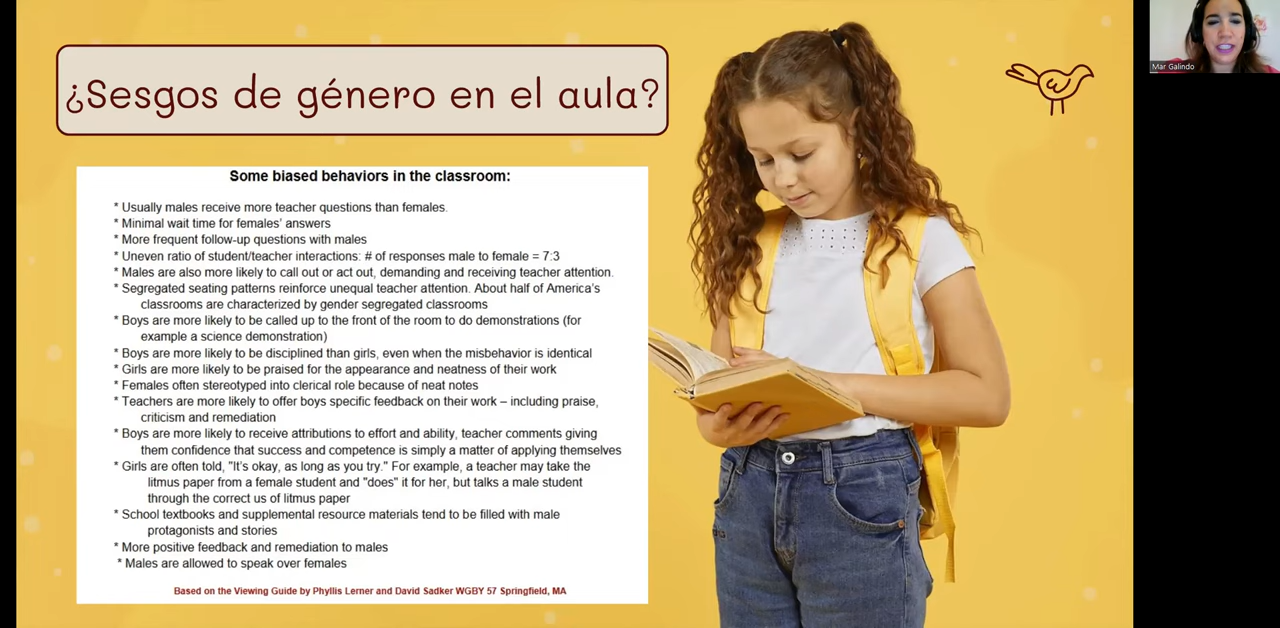 ¿Sesgos de género en el aula?
Some biased behaviors in the classroom:
* Usually males receive more teacher questions than females.
* Minimal wait time for females' answers
* More frequent follow-up questions with males
* Uneven ratio of student/teacher interactions: # of responses male to female = 7:3
* Males are also more likely to call out or act out, demanding and receiving teacher attention.
* Segregated seating patterns reinforce unequal teacher attention. About half of America's
classrooms are characterized by gender segregated classrooms
* Boys are more likely to be called up to the front of the room to do demonstrations (for
example a science demonstration)
* Boys are more likely to be disciplined than girls, even when the misbehavior is identical
* Girls are more likely to be praised for the appearance and neatness of their work
* Females often stereotyped into clerical role because of neat notes
* Teachers are more likely to offer boys specific feedback on their work – including praise,
criticism and remediation
* Boys are more likely to receive attributions to effort and ability, teacher comments giving
them confidence that success and competence is simply a matter of applying themselves
* Girls are often told, "It's okay, as long as you try." For example, a teacher may take the
litmus paper from a female student and "does" it for her, but talks a male student
through the correct us of litmus paper
* School textbooks and supplemental resource materials tend to be filled with male
protagonists and stories
* More positive feedback and remediation to males
* Males are allowed to speak over females
Based on the Viewing Guide by Phyllis Lerner and David Sadker WGBY 57 Springfield, MA
Mar Galindo